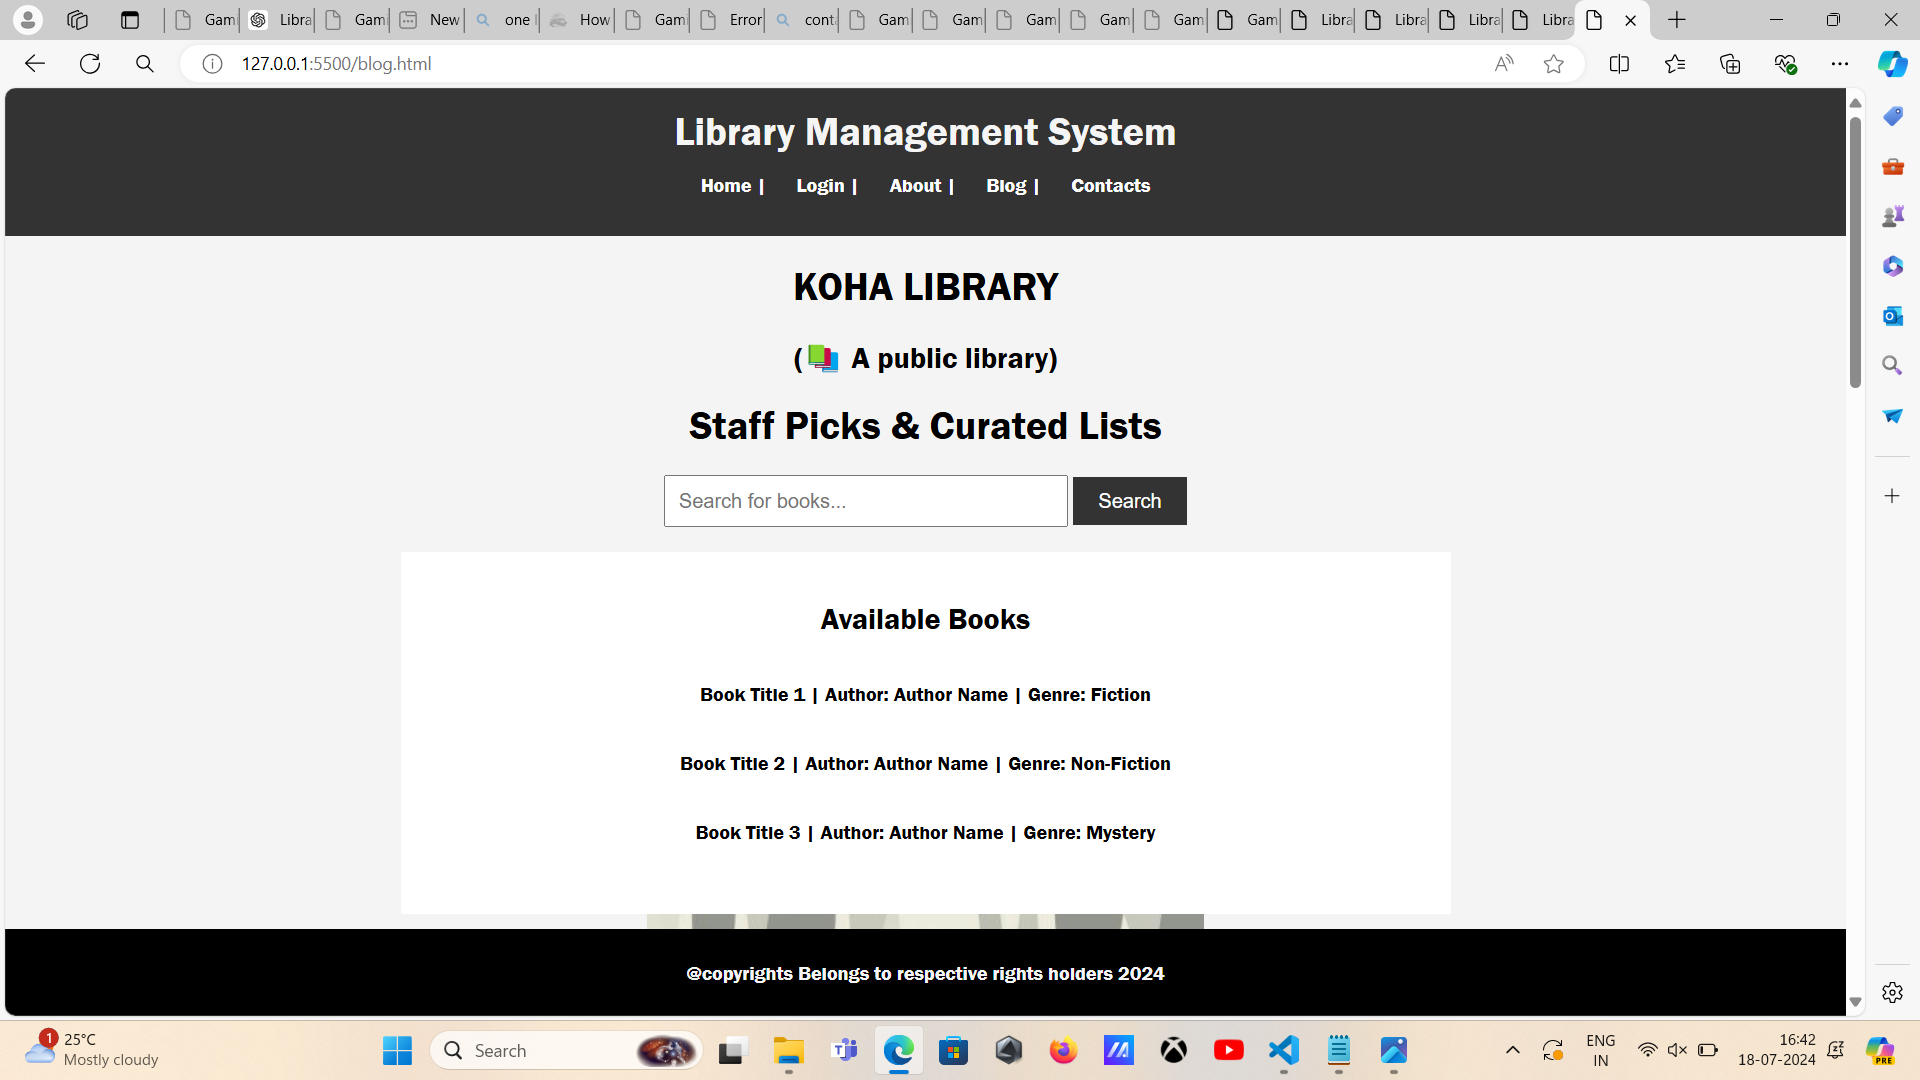 Gam
Libra
Gami
New
one
How
Gami
Error
conta
Gam
Gam
Gam
Gam
Gam
Gam
Libra
Libra
Libra
Libra
127.0.0.1:5500/blog.html
Library Management System
Home | Login | About | Blog | Contacts
KOHA LIBRARY
(📚 A public library)
Staff Picks & Curated Lists
Search for books...
Search
Available Books
Book Title 1 | Author: Author Name | Genre: Fiction
Book Title 2 | Author: Author Name | Genre: Non-Fiction
Book Title 3 | Author: Author Name | Genre: Mystery
@copyrights Belongs to respective rights holders 2024
1
25°C
Mostly cloudy
Search
ENG
IN
16:42
18-07-2024
PRE